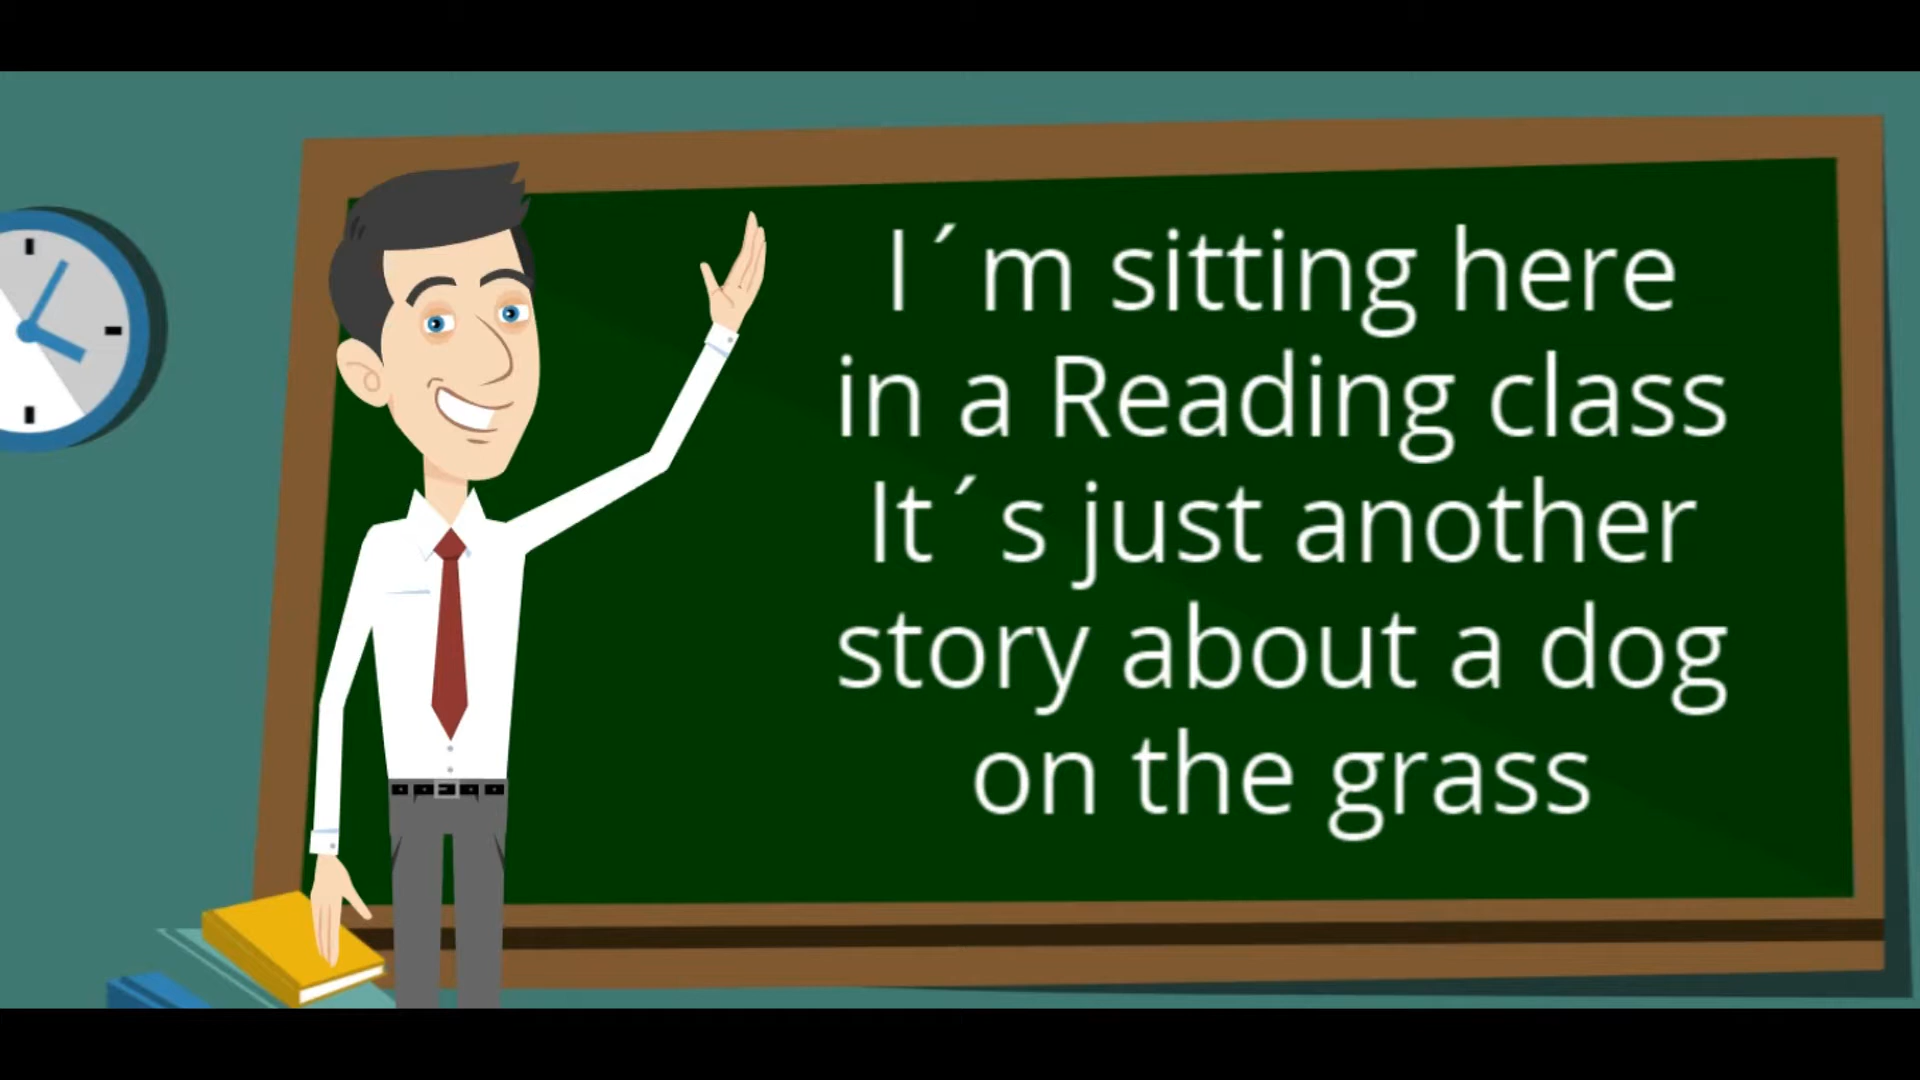 I´m sitting here
in a Reading class
It´s just another
story about a dog
on the grass